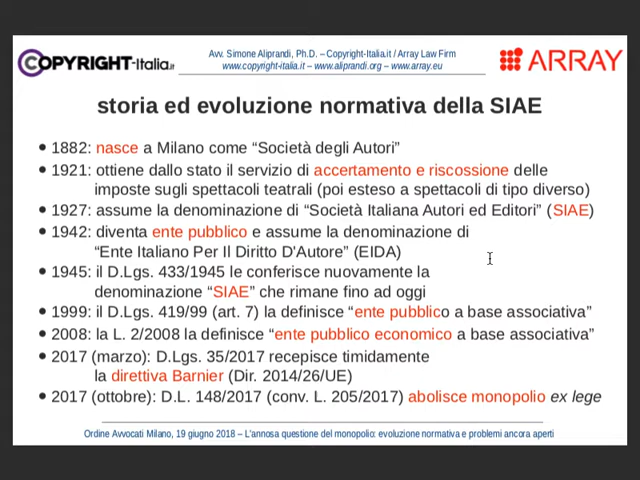 COPYRIGHT-Italia.it
Avv. Simone Aliprandi, Ph.D. – Copyright-Italia.it / Array Law Firm
www.copyright-italia.it – www.aliprandi.org – www.array.eu
ARRAY
storia ed evoluzione normativa della SIAE
• 1882: nasce a Milano come “Società degli Autori”
• 1921: ottiene dallo stato il servizio di accertamento e riscossione delle
imposte sugli spettacoli teatrali (poi esteso a spettacoli di tipo diverso)
• 1927: assume la denominazione di “Società Italiana Autori ed Editori” (SIAE)
• 1942: diventa ente pubblico e assume la denominazione di
“Ente Italiano Per Il Diritto D'Autore” (EIDA)
• 1945: il D.Lgs. 433/1945 le conferisce nuovamente la
denominazione “SIAE” che rimane fino ad oggi
• 1999: il D.Lgs. 419/99 (art. 7) la definisce “ente pubblico a base associativa”
• 2008: la L. 2/2008 la definisce “ente pubblico economico a base associativa”
• 2017 (marzo): D.Lgs. 35/2017 recepisce timidamente
la direttiva Barnier (Dir. 2014/26/UE)
• 2017 (ottobre): D.L. 148/2017 (conv. L. 205/2017) abolisce monopolio ex lege
Ordine Avvocati Milano, 19 giugno 2018 – L'annosa questione del monopolio: evoluzione normativa e problemi ancora aperti